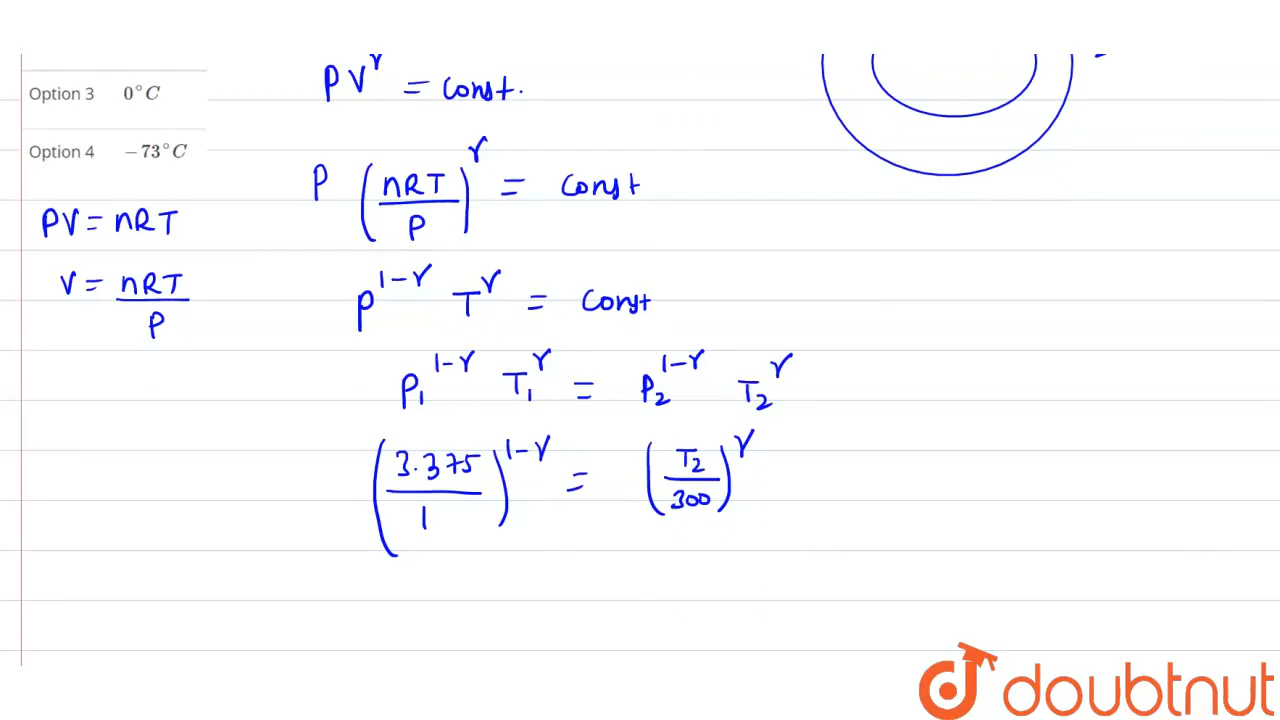 PV^γ = Const.
Option 3 0°C
Option 4 −73°C
P (nRT/P)^γ = Const
PV = nRT
V = nRT/P
P^1−γ T^γ = Const
P₁^1−γ T₁^γ = P₂^1−γ T₂^γ
(3.375/1)^1−γ = (T₂/300)^γ
doubtnut